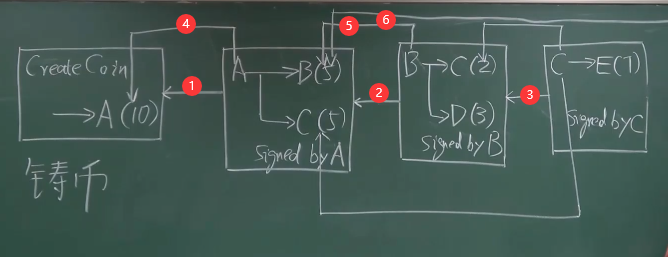 ④
⑤
⑥
Create Coin
→A(10)
①
A→B(5)
→C(5)
signed by A
②
B→C(2)
→D(3)
signed by B
③
C→E(7)
signed by C
铸币